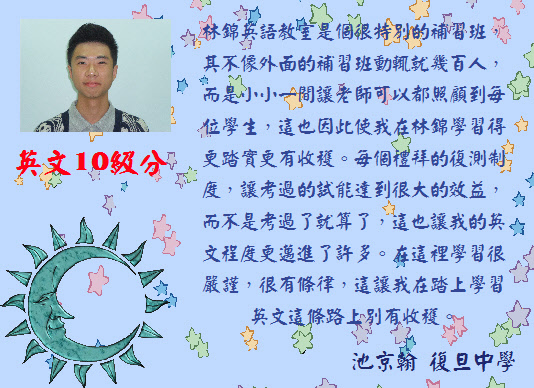 林錦英語教室是個很特別的補習班，
其不像外面的補習班動輒就幾百人，
而是小小一間讓老師可以都照顧到每
位學生，這也因此使我在林錦學習得
更踏實更有收穫。每個禮拜的復測制
度，讓考過的試能達到很大的效益，
而不是考過了就算了，這也讓我的英
文程度更邁進了許多。在這裡學習很
嚴謹，很有條律，這讓我在踏上學習
英文這條路上別有收穫。
英文10級分
池京翰 復旦中學